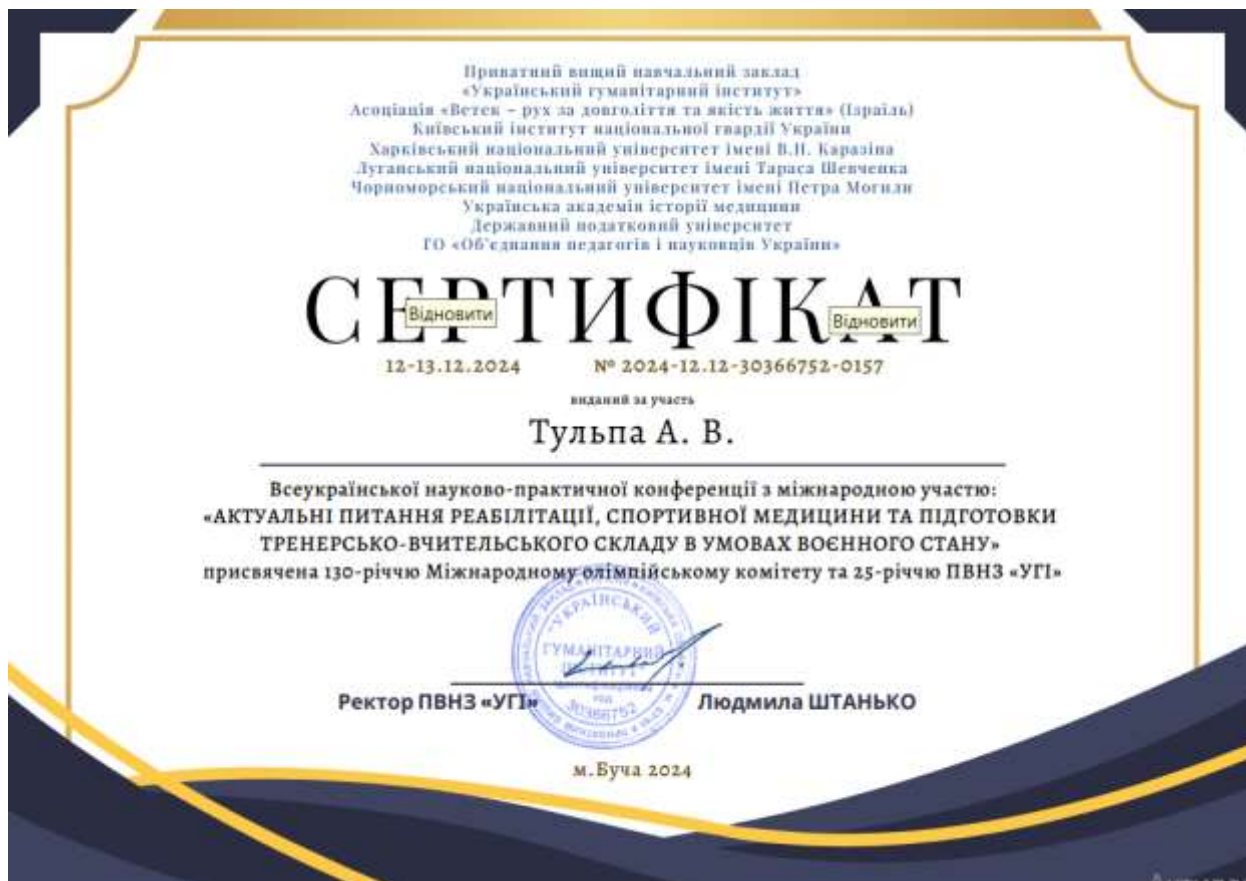 Приватний вищий навчальний заклад
«Український гуманітарний інститут»
Асоціація «Ветек – рух за довголіття та якість життя» (Ізраїль)
Київський інститут національної гвардії України
Харківський національний університет імені В.Н. Каразіна
Луганський національний університет імені Тараса Шевченка
Чорноморський національний університет імені Петра Могили
Українська академія історії медицини
Державний податковий університет
ГО «Об'єднання педагогів і науковців України»
СЕРТИФІКАТ
Відновити
Відновити
12-13.12.2024 № 2024-12.12-30366752-0157
виданий за участь
Тульпа А. В.
Всеукраїнської науково-практичної конференції з міжнародною участю:
«АКТУАЛЬНІ ПИТАННЯ РЕАБІЛІТАЦІЇ, СПОРТИВНОЇ МЕДИЦИНИ ТА ПІДГОТОВКИ
ТРЕНЕРСЬКО-ВЧИТЕЛЬСЬКОГО СКЛАДУ В УМОВАХ ВОЄННОГО СТАНУ»
присвячена 130-річчю Міжнародному олімпійському комітету та 25-річчю ПВНЗ «УГІ»
"УКРАЇНСЬКИЙ
ГУМАНІТАРНИЙ
код
30366752
Ректор ПВНЗ «УГІ» Людмила ШТАНЬКО
м.Буча 2024